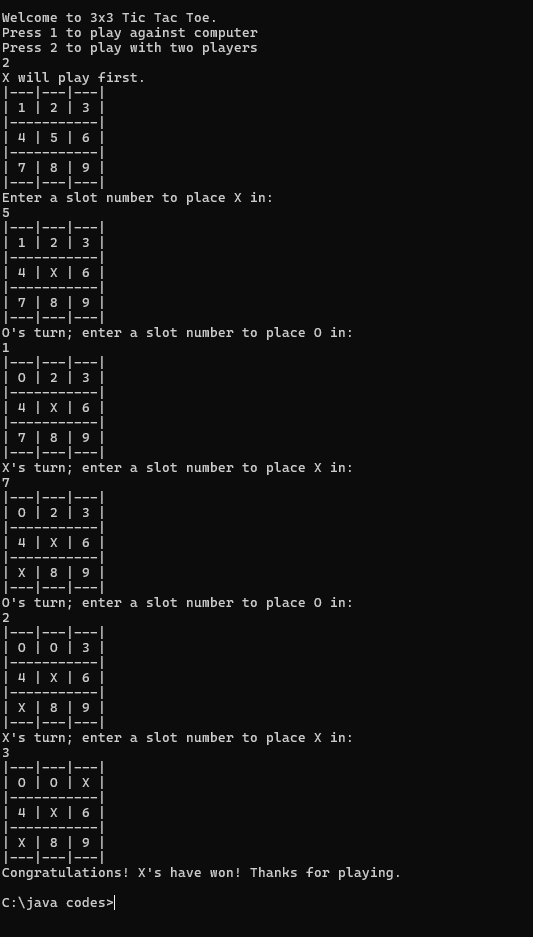 Welcome to 3x3 Tic Tac Toe.
Press 1 to play against computer
Press 2 to play with two players
2
X will play first.
|---|---|---|
| 1 | 2 | 3 |
|-----------|
| 4 | 5 | 6 |
|-----------|
| 7 | 8 | 9 |
|---|---|---|
Enter a slot number to place X in:
5
|---|---|---|
| 1 | 2 | 3 |
|-----------|
| 4 | X | 6 |
|-----------|
| 7 | 8 | 9 |
|---|---|---|
O's turn; enter a slot number to place O in:
1
|---|---|---|
| O | 2 | 3 |
|-----------|
| 4 | X | 6 |
|-----------|
| 7 | 8 | 9 |
|---|---|---|
X's turn; enter a slot number to place X in:
7
|---|---|---|
| O | 2 | 3 |
|-----------|
| 4 | X | 6 |
|-----------|
| X | 8 | 9 |
|---|---|---|
O's turn; enter a slot number to place O in:
2
|---|---|---|
| O | O | 3 |
|-----------|
| 4 | X | 6 |
|-----------|
| X | 8 | 9 |
|---|---|---|
X's turn; enter a slot number to place X in:
3
|---|---|---|
| O | O | X |
|-----------|
| 4 | X | 6 |
|-----------|
| X | 8 | 9 |
|---|---|---|
Congratulations! X's have won! Thanks for playing.
C:\java codes>